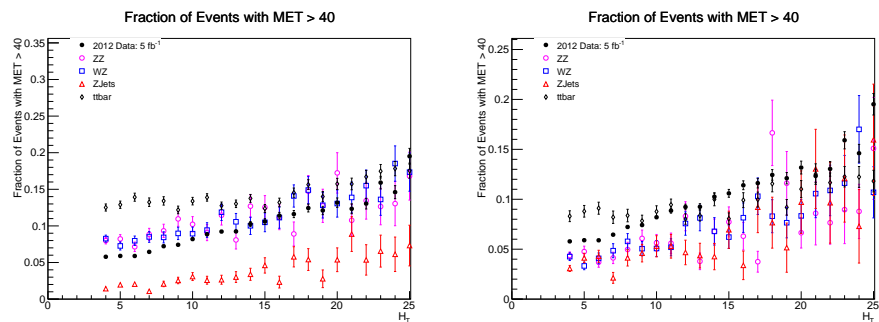 Fraction of Events with MET > 40
Fraction of Events with MET > 40
0.35
0.3
0.25
0.2
0.15
0.1
0.05
0
2012 Data: 5 fb⁻¹
ZZ
WZ
ZJets
ttbar
0 5 10 15 20 25
H_T
Fraction of Events with MET > 40
Fraction of Events with MET > 40
0.25
0.2
0.15
0.1
0.05
0
2012 Data: 5 fb⁻¹
ZZ
WZ
ZJets
ttbar
0 5 10 15 20 25
H_T